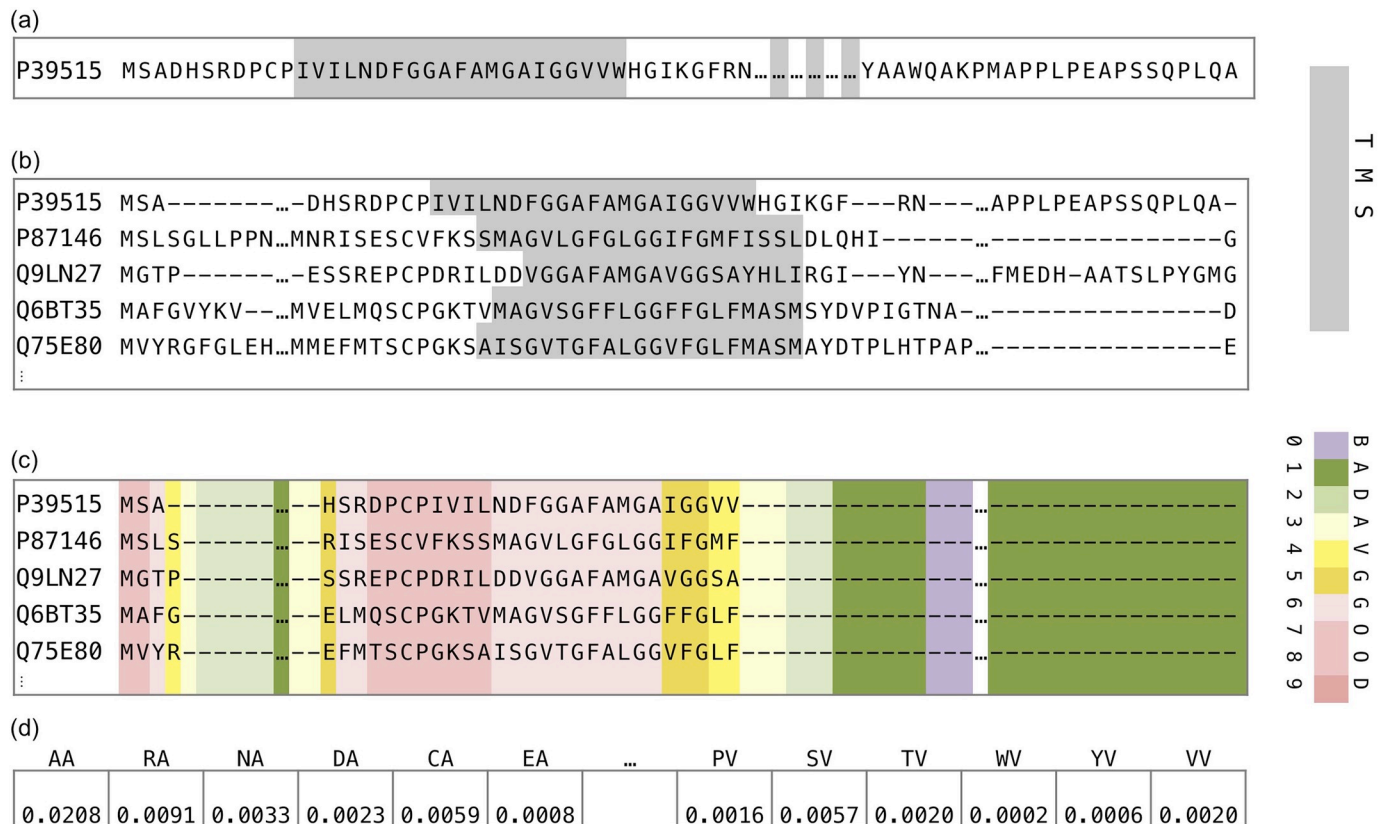 (a)
P39515 MSADHSRDPCPIVILNDFGGAFAMGAIGGVVWHGIKGFRN………………YAAWQAKPMAPPLPEAPSSQPLQA
TMS
(b)
P39515 MSA-------…-DHSRDPCPIVILNDFGGAFAMGAIGGVVWHGIKGF---RN---…APPLPEAPSSQPLQA-
P87146 MSLSGLLPPN…MNRISESCVFKSSMAGVLGFGLGGIFGMFISSLDLQHI------…---------------G
Q9LN27 MGTP------…-ESSREPCPDRILDDVGGAFAMGAVGGSAYHLIRGI---YN---…FMEDH-AATSLPYGMG
Q6BT35 MAFGVYKV--…MVELMQSCPGKTVMAGVSGFFLGGFFGLFMASMSYDVPIGTNA-…---------------D
Q75E80 MVYRGFGLEH…MMEFMTSCPGKSAISGVTGFALGGVFGLFMASMAYDTPLHTPAP…---------------E
⋮
(c)
P39515 MSA-------…--HSRDPCPIVILNDFGGAFAMGAIGGVV---------------…----------------
P87146 MSLS------…--RISESCVFKSSMAGVLGFGLGGIFGMF---------------…----------------
Q9LN27 MGTP------…--SSREPCPDRILDDVGGAFAMGAVGGSA---------------…----------------
Q6BT35 MAFG------…--ELMQSCPGKTVMAGVSGFFLGGFFGLF---------------…----------------
Q75E80 MVYR------…--EFMTSCPGKSAISGVTGFALGGVFGLF---------------…----------------
⋮
0 1 2 3 4 5 6 7 8 9
BAD AVG GOOD
(d)
AA RA NA DA CA EA … PV SV TV WV YV VV
0.0208 0.0091 0.0033 0.0023 0.0059 0.0008 0.0016 0.0057 0.0020 0.0002 0.0006 0.0020